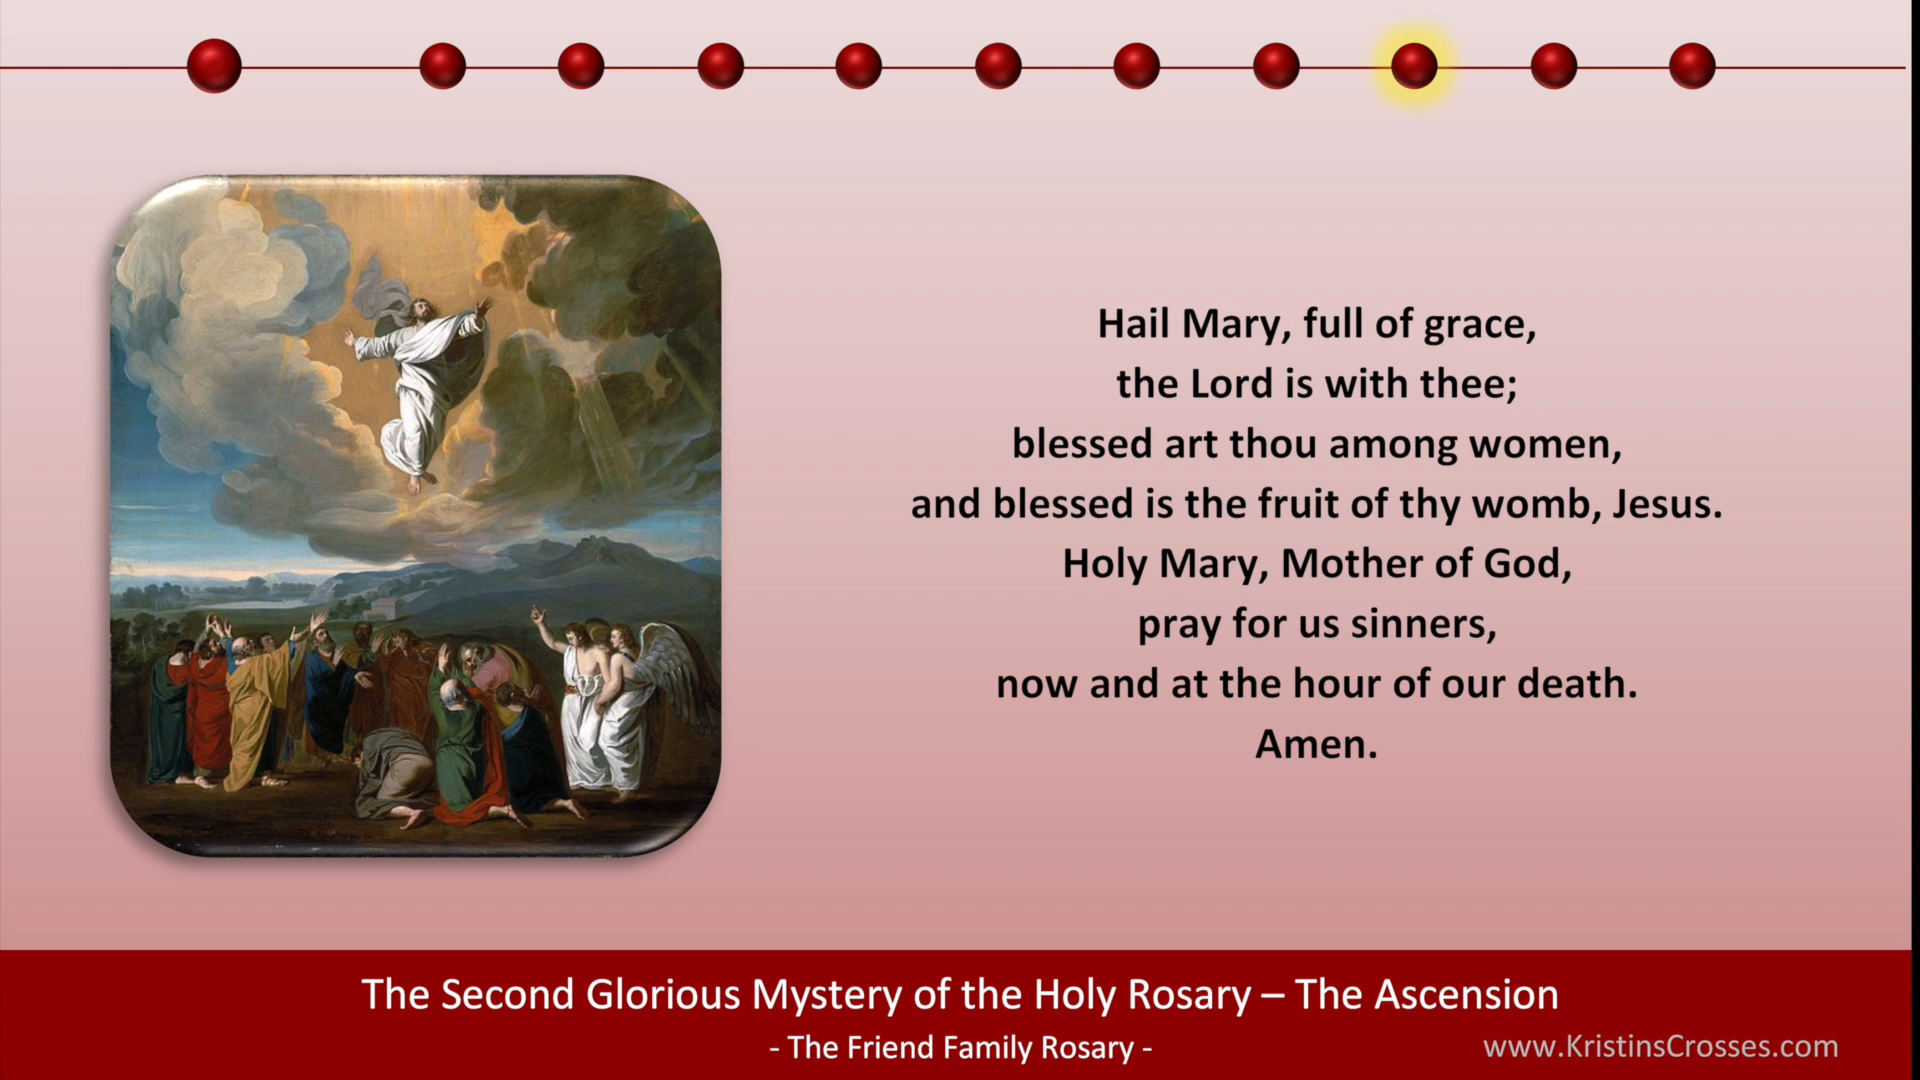 Hail Mary, full of grace,
the Lord is with thee;
blessed art thou among women,
and blessed is the fruit of thy womb, Jesus.
Holy Mary, Mother of God,
pray for us sinners,
now and at the hour of our death.
Amen.
The Second Glorious Mystery of the Holy Rosary – The Ascension
- The Friend Family Rosary -
www.KristinsCrosses.com